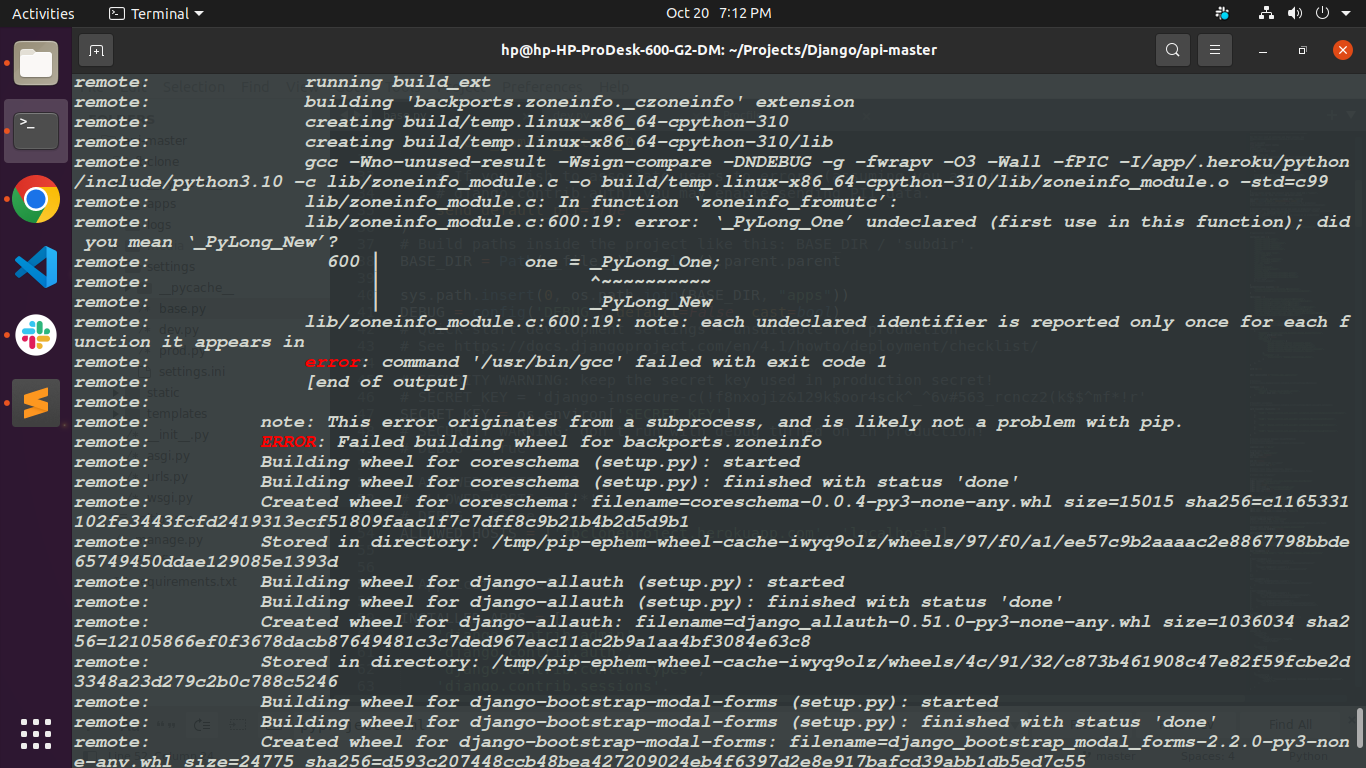 Activities
Terminal
Oct 20 7:12 PM
hp@hp-HP-ProDesk-600-G2-DM: ~/Projects/Django/api-master
remote: running build_ext
remote: building 'backports.zoneinfo._czoneinfo' extension
remote: creating build/temp.linux-x86_64-cpython-310
remote: creating build/temp.linux-x86_64-cpython-310/lib
remote: gcc -Wno-unused-result -Wsign-compare -DNDEBUG -g -fwrapv -O3 -Wall -fPIC -I/app/.heroku/python
/include/python3.10 -c lib/zoneinfo_module.c -o build/temp.linux-x86_64-cpython-310/lib/zoneinfo_module.o -std=c99
remote: lib/zoneinfo_module.c: In function ‘zoneinfo_fromutc’:
remote: lib/zoneinfo_module.c:600:19: error: ‘_PyLong_One’ undeclared (first use in this function); did
you mean ‘_PyLong_New’?
remote: 600 | one = _PyLong_One;
remote: | ^~~~~~~~~~~
remote: | _PyLong_New
remote: lib/zoneinfo_module.c:600:19: note: each undeclared identifier is reported only once for each f
unction it appears in
remote: error: command '/usr/bin/gcc' failed with exit code 1
remote: [end of output]
remote:
remote: note: This error originates from a subprocess, and is likely not a problem with pip.
remote: ERROR: Failed building wheel for backports.zoneinfo
remote: Building wheel for coreschema (setup.py): started
remote: Building wheel for coreschema (setup.py): finished with status 'done'
remote: Created wheel for coreschema: filename=coreschema-0.0.4-py3-none-any.whl size=15015 sha256=c1165331
102fe3443fcfd2419313ecf51809faac1f7c7dff8c9b21b4b2d5d9b1
remote: Stored in directory: /tmp/pip-ephem-wheel-cache-iwyq9olz/wheels/97/f0/a1/ee57c9b2aaaac2e8867798bbde
65749450ddae129085e1393d
remote: Building wheel for django-allauth (setup.py): started
remote: Building wheel for django-allauth (setup.py): finished with status 'done'
remote: Created wheel for django-allauth: filename=django_allauth-0.51.0-py3-none-any.whl size=1036034 sha2
56=12105866ef0f3678dacb87649481c3c7ded967eacf11ac2b9a1aa4bf3084e63c8
remote: Stored in directory: /tmp/pip-ephem-wheel-cache-iwyq9olz/wheels/4c/91/32/c873b461908c47e82f59fcbe2d
3348a23d279c2b0c788c5246
remote: Building wheel for django-bootstrap-modal-forms (setup.py): started
remote: Building wheel for django-bootstrap-modal-forms (setup.py): finished with status 'done'
remote: Created wheel for django-bootstrap-modal-forms: filename=django_bootstrap_modal_forms-2.2.0-py3-non
e-any.whl size=24775 sha256=d593c207448ccb48bea427209024eb4f6397d2e8e917bafcd39abb1db5ed7c55